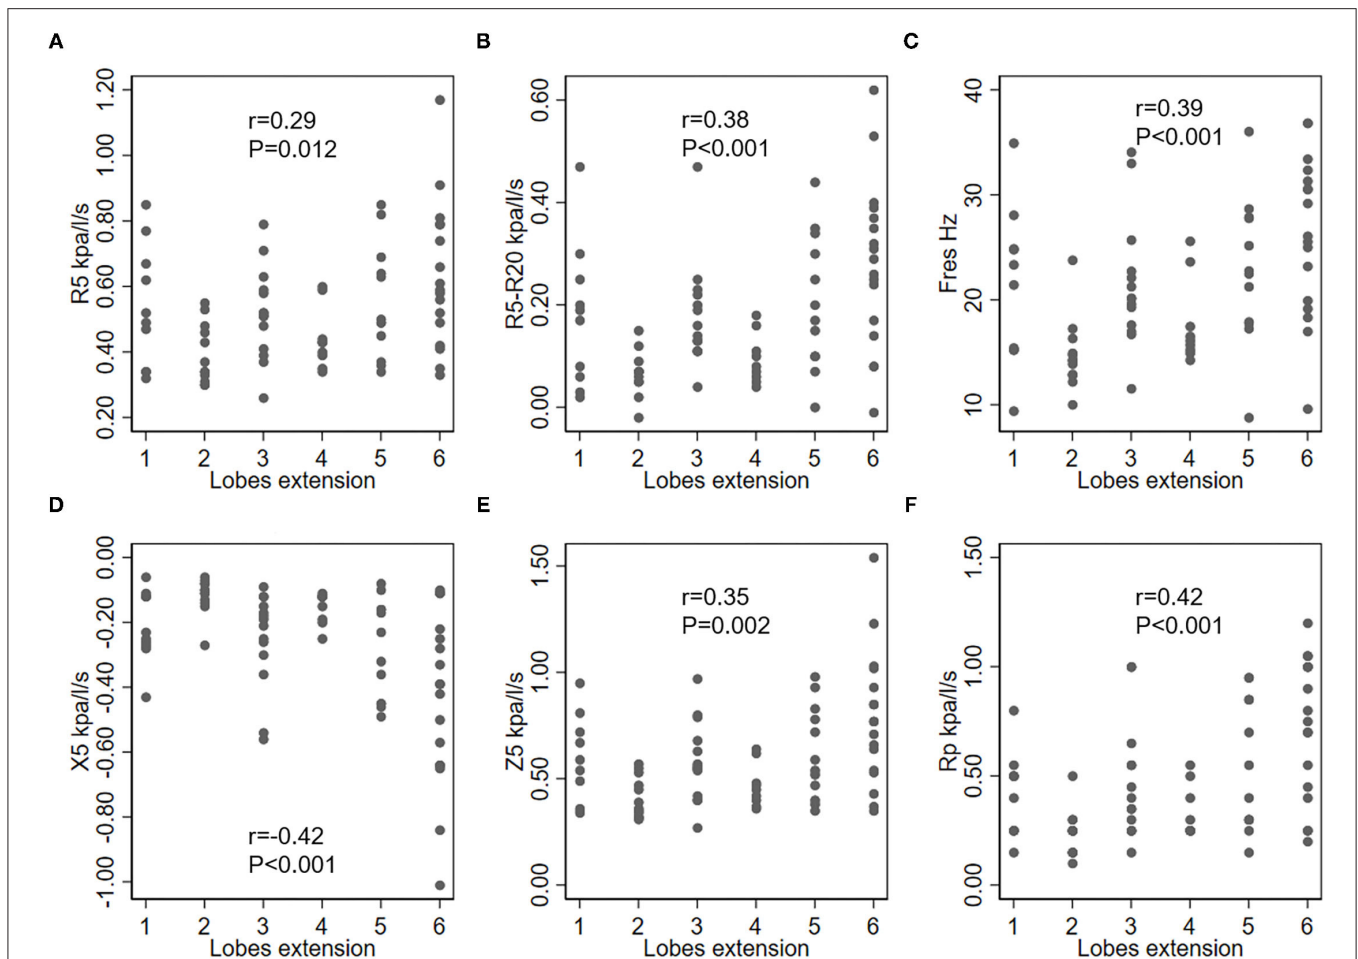 A
R5 kpa/l/s
1.20
1.00
0.80
0.60
0.40
0.20
r=0.29
P=0.012
1 2 3 4 5 6
Lobes extension
B
R5-R20 kpa/l/s
0.60
0.40
0.20
0.00
r=0.38
P<0.001
1 2 3 4 5 6
Lobes extension
C
Fres Hz
40
30
20
10
r=0.39
P<0.001
1 2 3 4 5 6
Lobes extension
D
X5 kpa/l/s
0.00
-0.20
-0.40
-0.60
-0.80
-1.00
r=-0.42
P<0.001
1 2 3 4 5 6
Lobes extension
E
Z5 kpa/l/s
1.50
1.00
0.50
0.00
r=0.35
P=0.002
1 2 3 4 5 6
Lobes extension
F
Rp kpa/l/s
1.50
1.00
0.50
0.00
r=0.42
P<0.001
1 2 3 4 5 6
Lobes extension